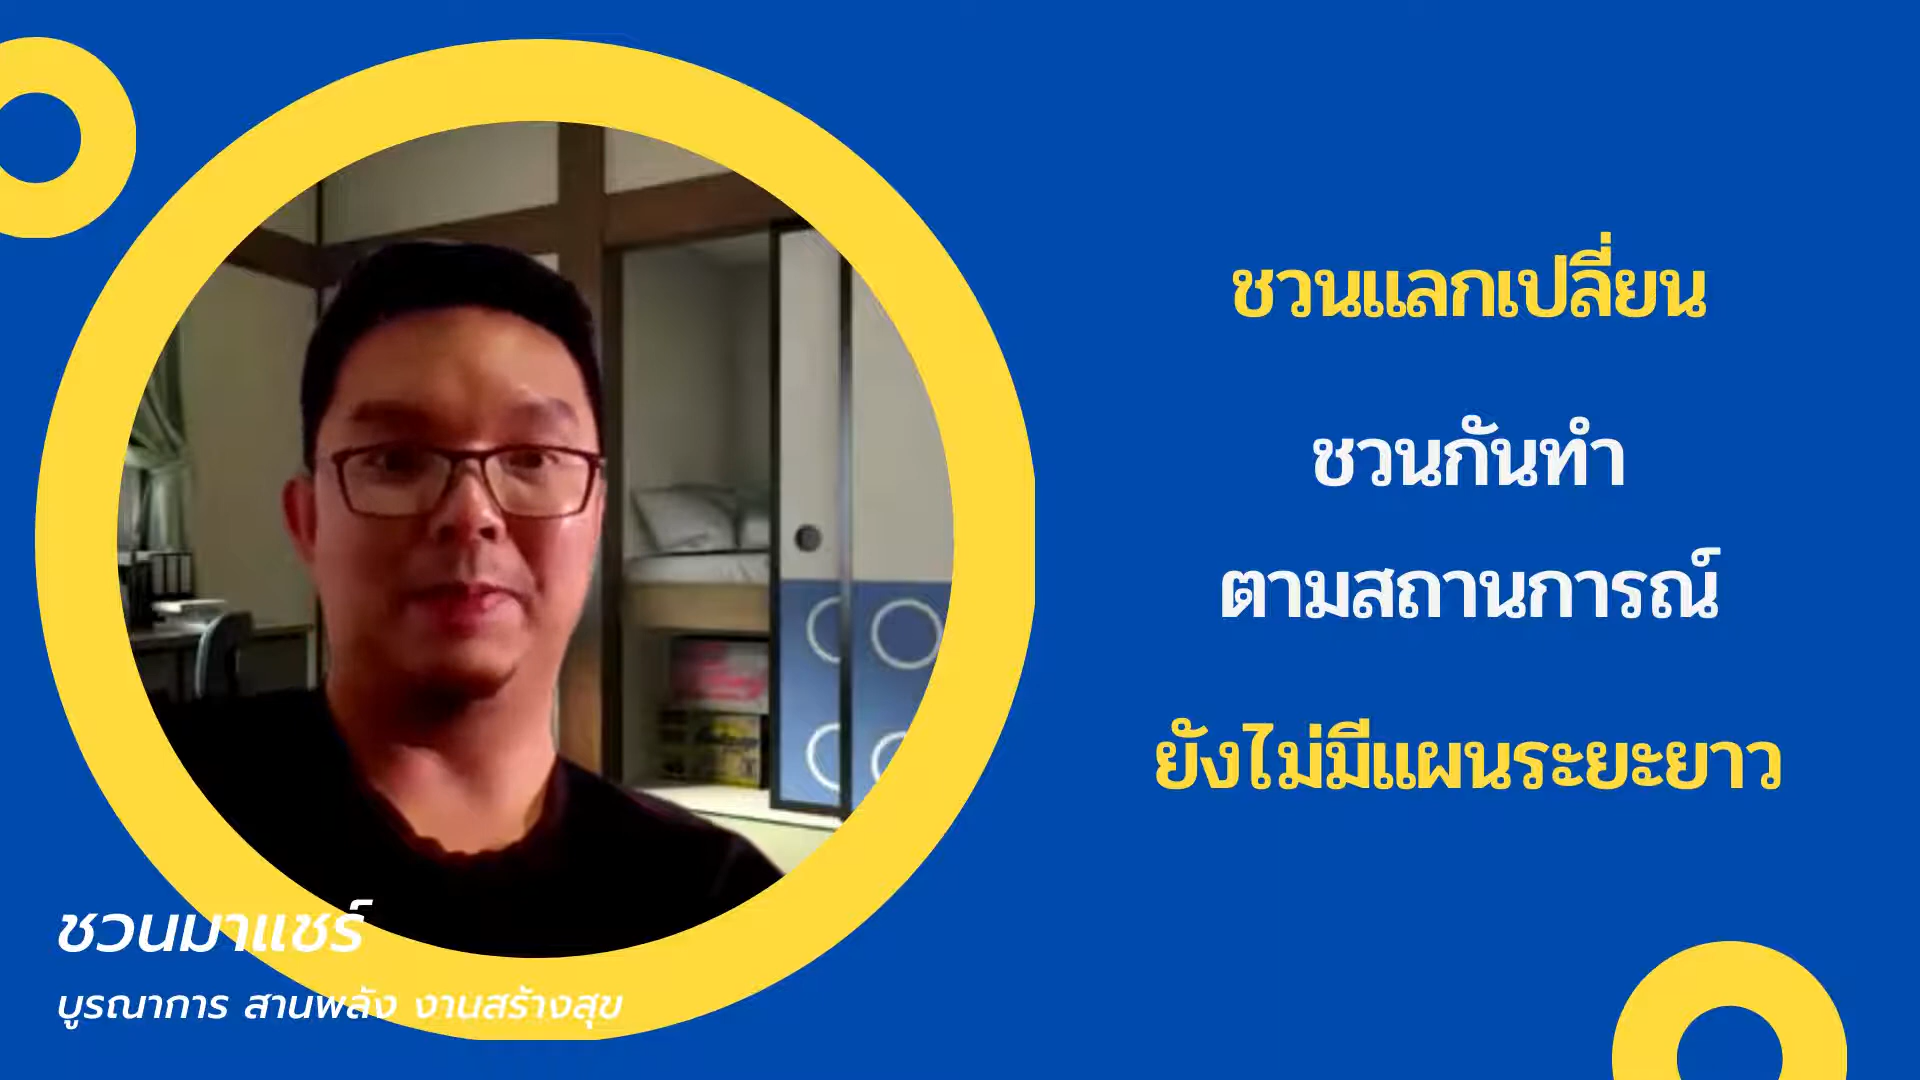 ชวนแลกเปลี่ยน
ชวนกันทำ
ตามสถานการณ์
ยังไม่มีแผนระยะยาว
ชวนมาแชร์
บูรณาการ สานพลัง งานสร้างสุข